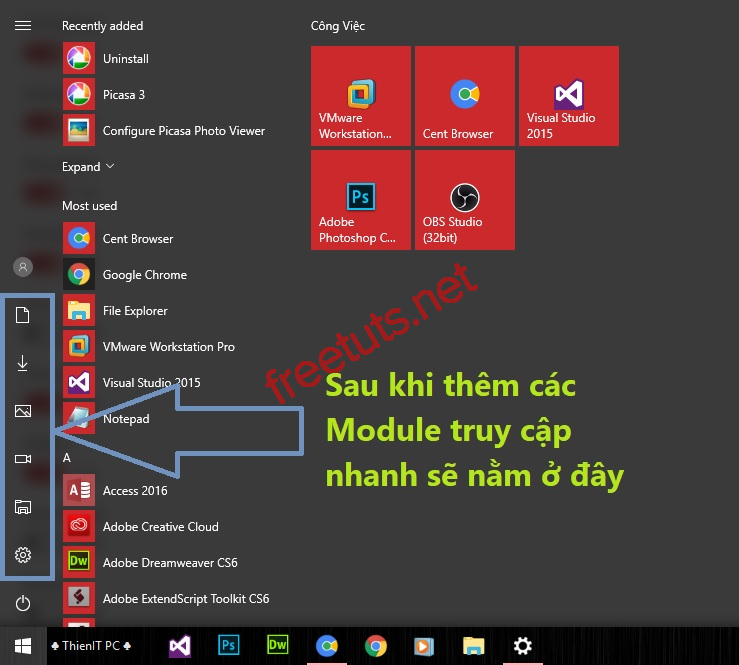 Recently added
Uninstall
Picasa 3
Configure Picasa Photo Viewer
Expand
Most used
Cent Browser
Google Chrome
File Explorer
VMware Workstation Pro
Visual Studio 2015
Notepad
A
Access 2016
Adobe Creative Cloud
Adobe Dreamweaver CS6
Adobe ExtendScript Toolkit CS6
Công Việc
VMware
Workstation...
Cent Browser
Visual Studio
2015
Ps
Adobe
Photoshop C...
OBS Studio
(32bit)
freetuts.net
Sau khi thêm các
Module truy cập
nhanh sẽ nằm ở đây
A
Dw
♣ ThienIT PC ♣
Ps
Dw